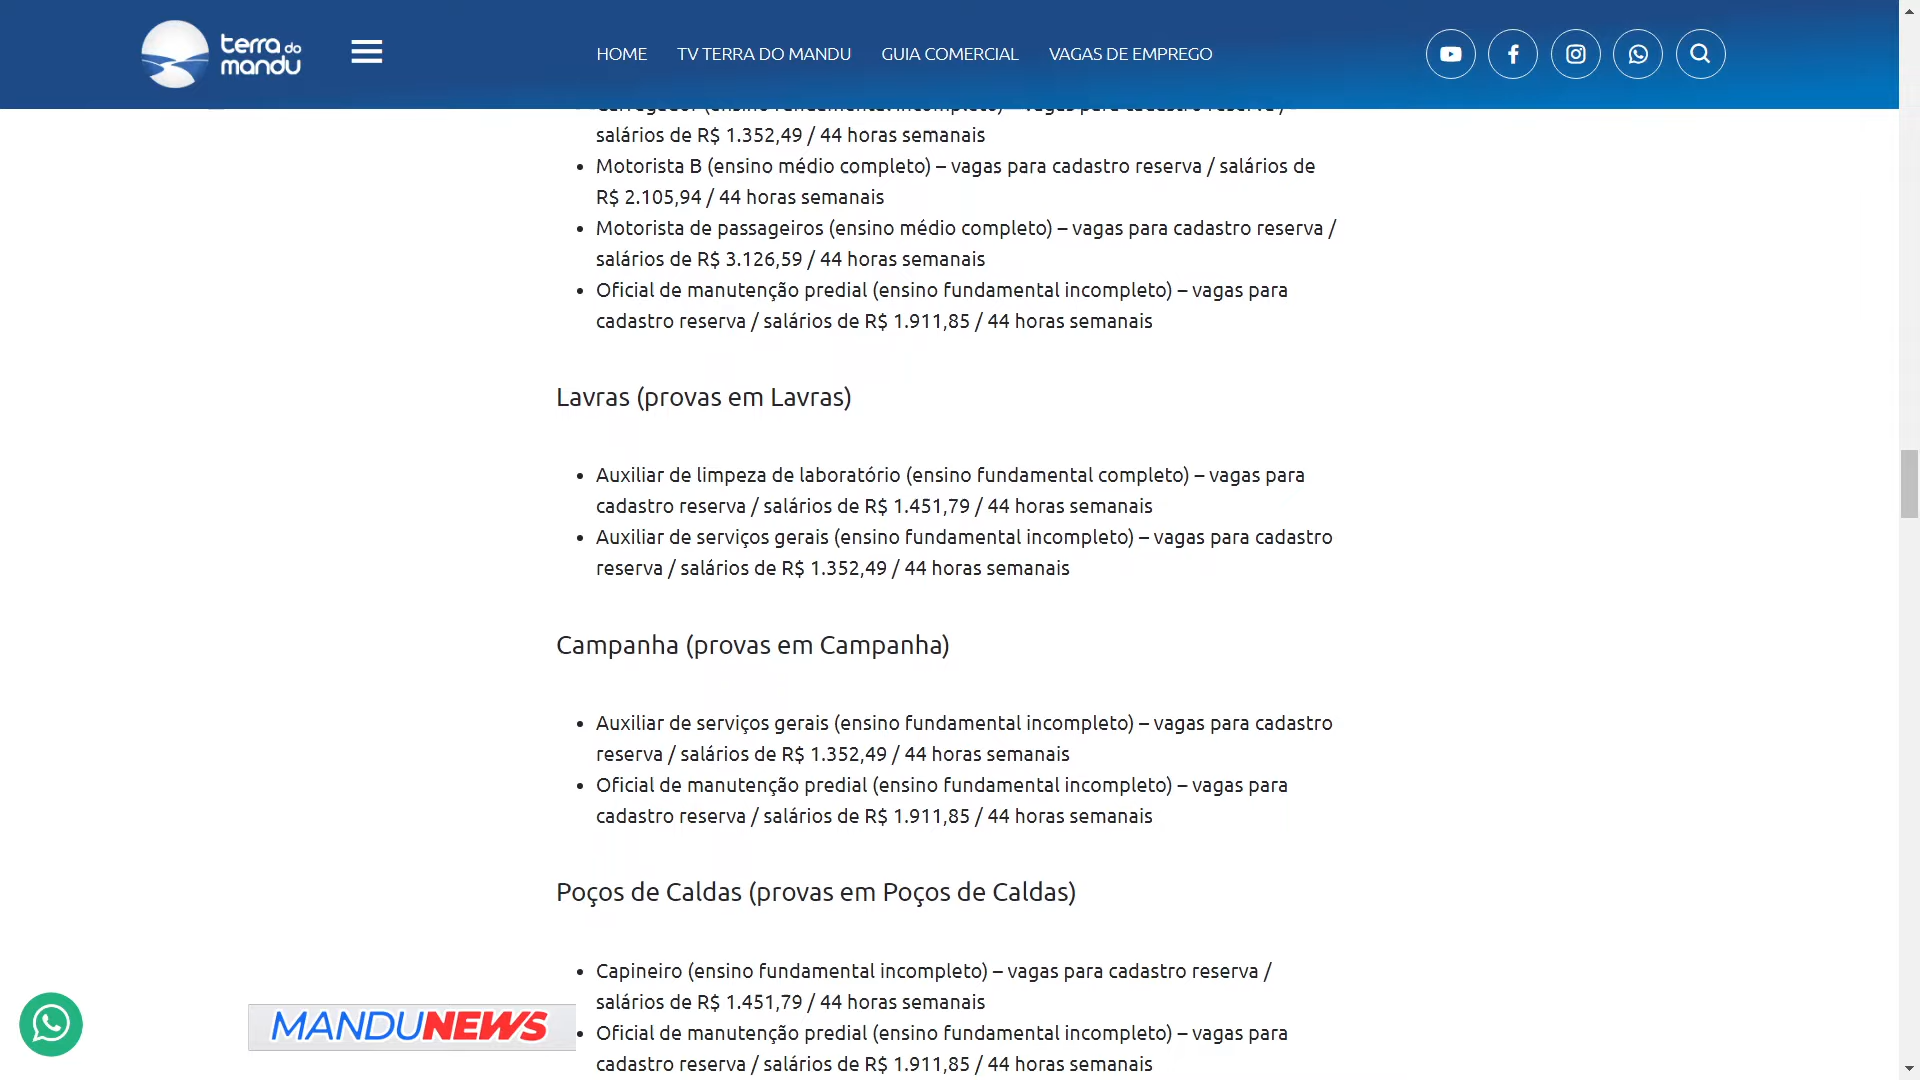 terra do
mandu
HOME TV TERRA DO MANDU GUIA COMERCIAL VAGAS DE EMPREGO
salários de R$ 1.352,49 / 44 horas semanais
• Motorista B (ensino médio completo) – vagas para cadastro reserva / salários de
R$ 2.105,94 / 44 horas semanais
• Motorista de passageiros (ensino médio completo) – vagas para cadastro reserva /
salários de R$ 3.126,59 / 44 horas semanais
• Oficial de manutenção predial (ensino fundamental incompleto) – vagas para
cadastro reserva / salários de R$ 1.911,85 / 44 horas semanais
Lavras (provas em Lavras)
• Auxiliar de limpeza de laboratório (ensino fundamental completo) – vagas para
cadastro reserva / salários de R$ 1.451,79 / 44 horas semanais
• Auxiliar de serviços gerais (ensino fundamental incompleto) – vagas para cadastro
reserva / salários de R$ 1.352,49 / 44 horas semanais
Campanha (provas em Campanha)
• Auxiliar de serviços gerais (ensino fundamental incompleto) – vagas para cadastro
reserva / salários de R$ 1.352,49 / 44 horas semanais
• Oficial de manutenção predial (ensino fundamental incompleto) – vagas para
cadastro reserva / salários de R$ 1.911,85 / 44 horas semanais
Poços de Caldas (provas em Poços de Caldas)
• Capineiro (ensino fundamental incompleto) – vagas para cadastro reserva /
salários de R$ 1.451,79 / 44 horas semanais
• Oficial de manutenção predial (ensino fundamental incompleto) – vagas para
cadastro reserva / salários de R$ 1.911,85 / 44 horas semanais
MANDUNEWS